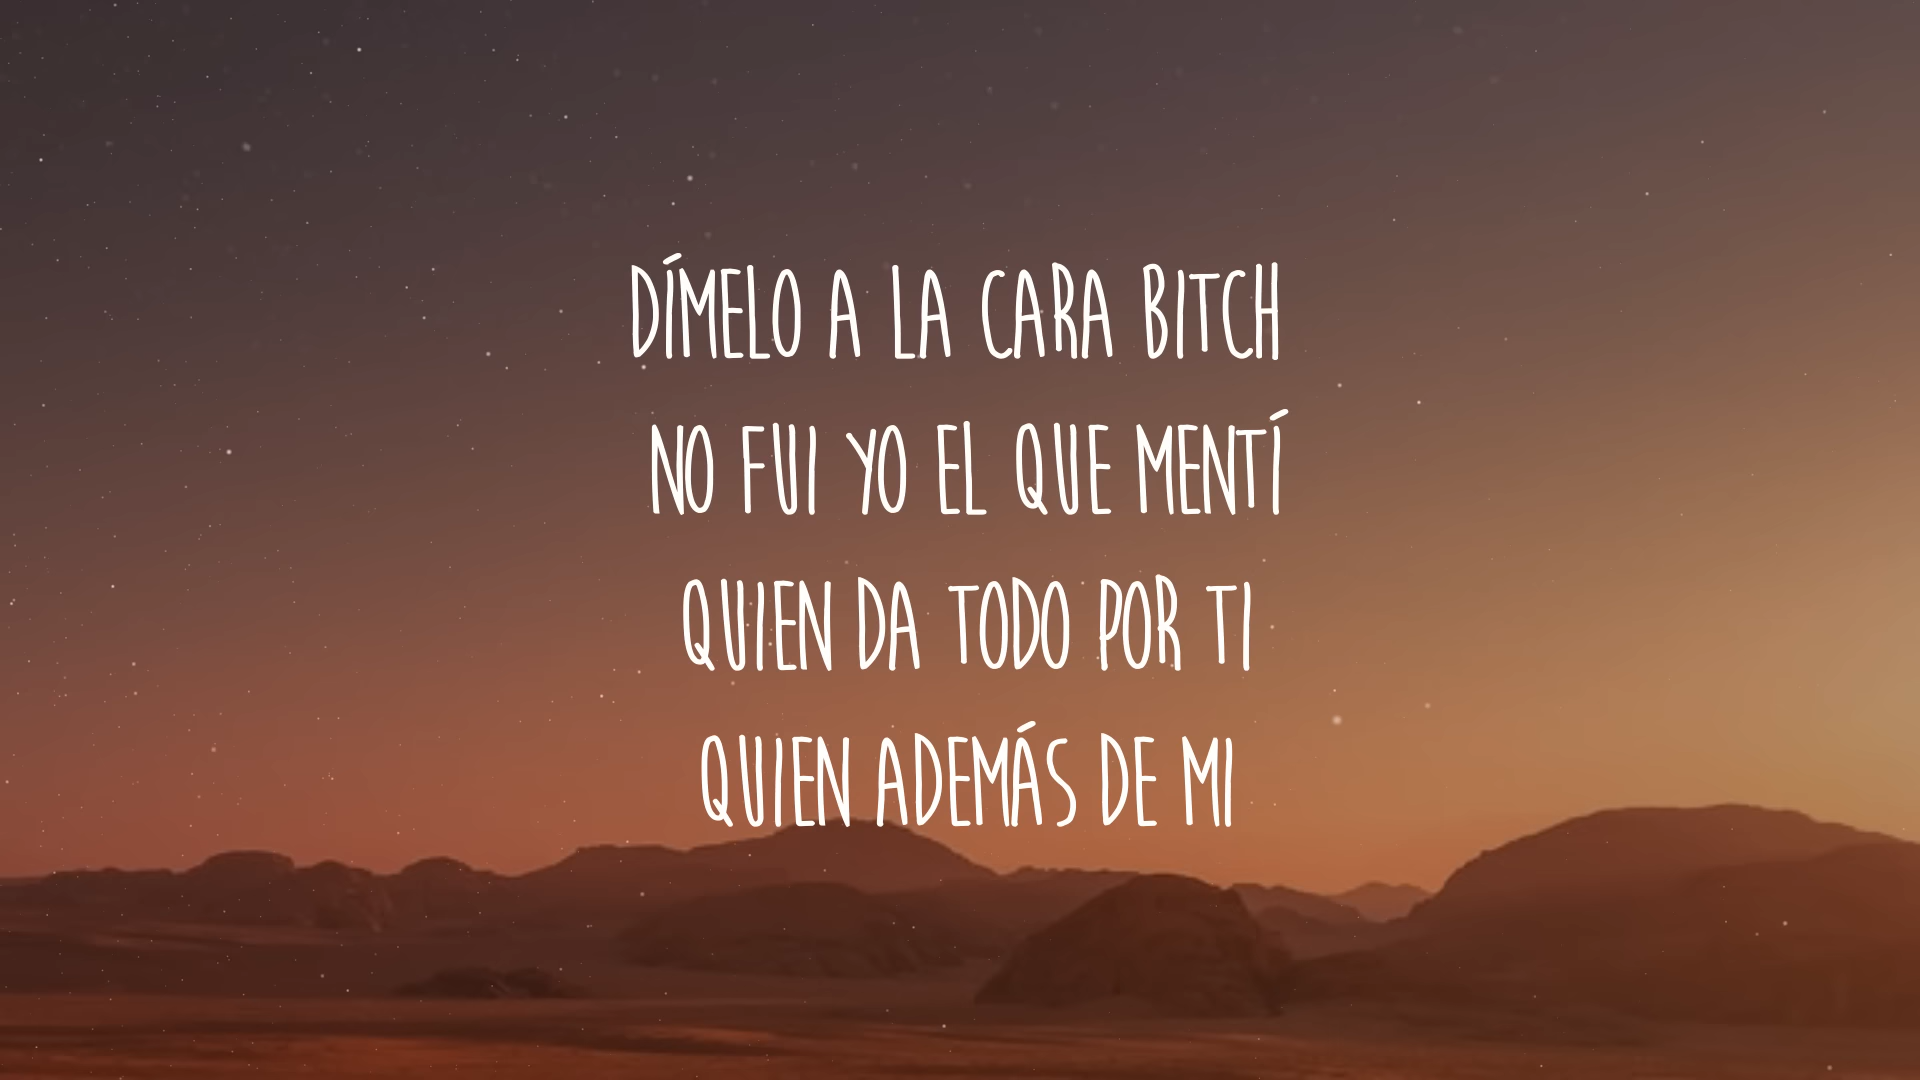 DÍMELO A LA CARA BITCH
NO FUI YO EL QUE MENTÍ
QUIEN DA TODO POR TI
QUIEN ADEMÁS DE MI